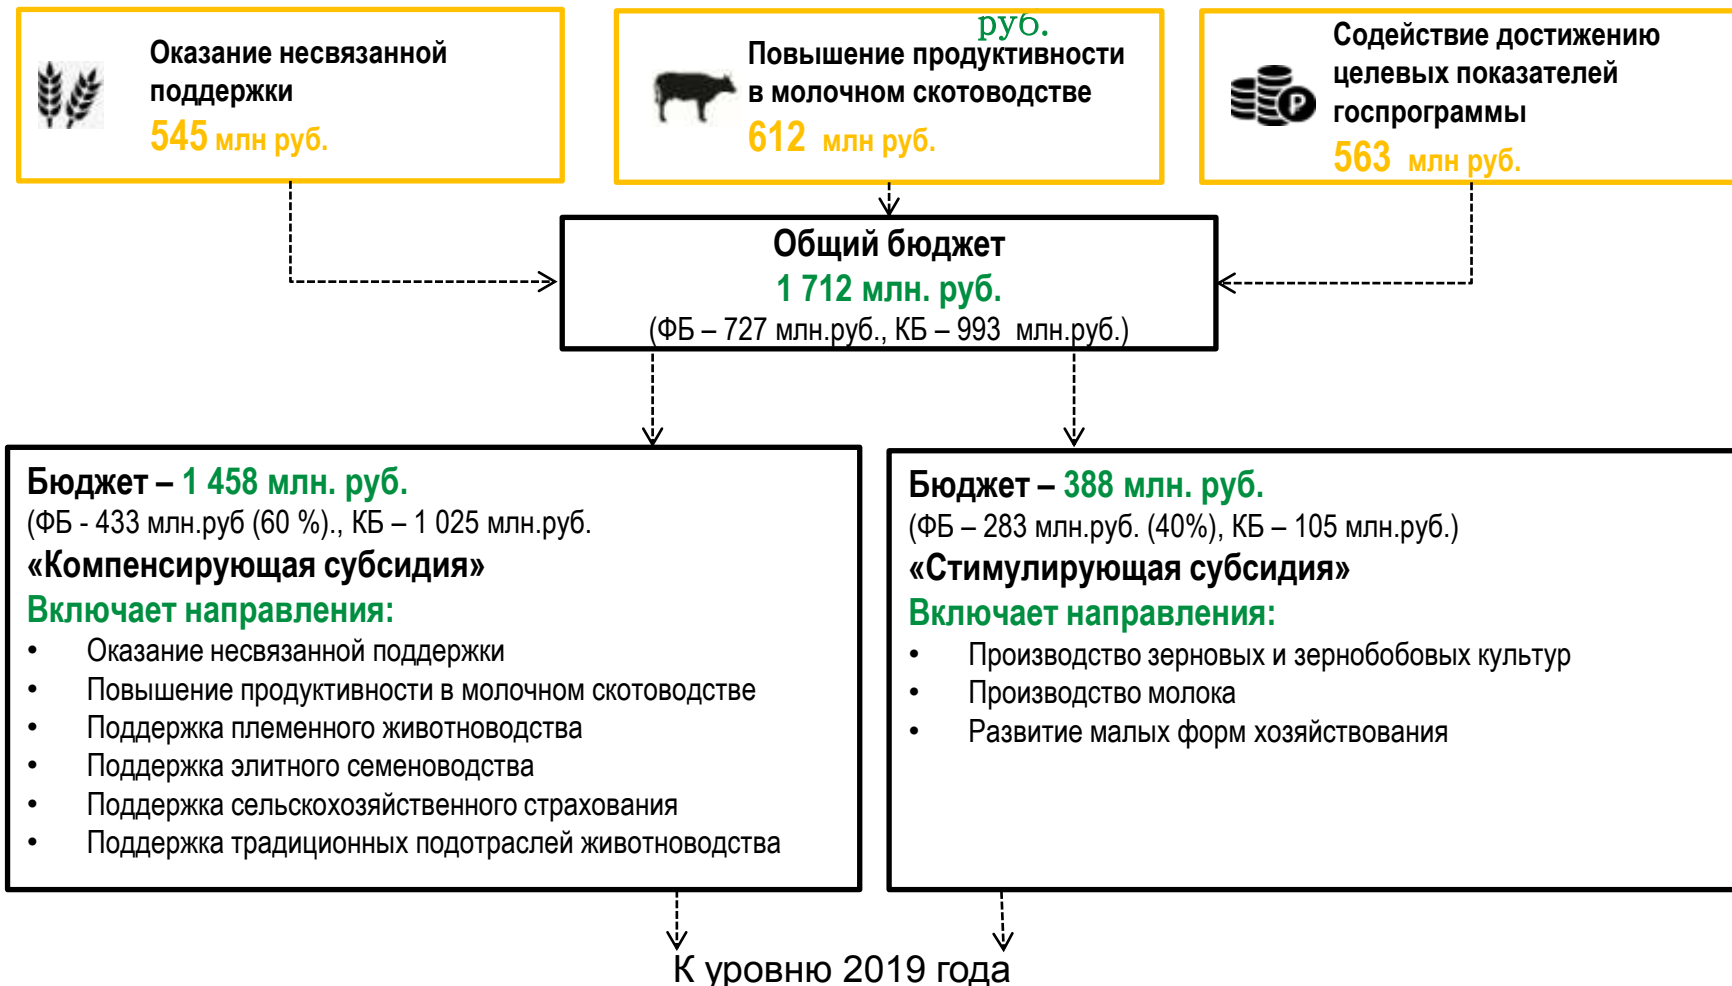 Оказание несвязанной
поддержки
545 млн руб.
руб.
Повышение продуктивности
в молочном скотоводстве
612 млн руб.
Содействие достижению
целевых показателей
госпрограммы
563 млн руб.
Общий бюджет
1 712 млн. руб.
(ФБ – 727 млн.руб., КБ – 993 млн.руб.)
Бюджет – 1 458 млн. руб.
(ФБ - 433 млн.руб (60 %)., КБ – 1 025 млн.руб.
«Компенсирующая субсидия»
Включает направления:
• Оказание несвязанной поддержки
• Повышение продуктивности в молочном скотоводстве
• Поддержка племенного животноводства
• Поддержка элитного семеноводства
• Поддержка сельскохозяйственного страхования
• Поддержка традиционных подотраслей животноводства
Бюджет – 388 млн. руб.
(ФБ – 283 млн.руб. (40%), КБ – 105 млн.руб.)
«Стимулирующая субсидия»
Включает направления:
• Производство зерновых и зернобобовых культур
• Производство молока
• Развитие малых форм хозяйствования
К уровню 2019 года